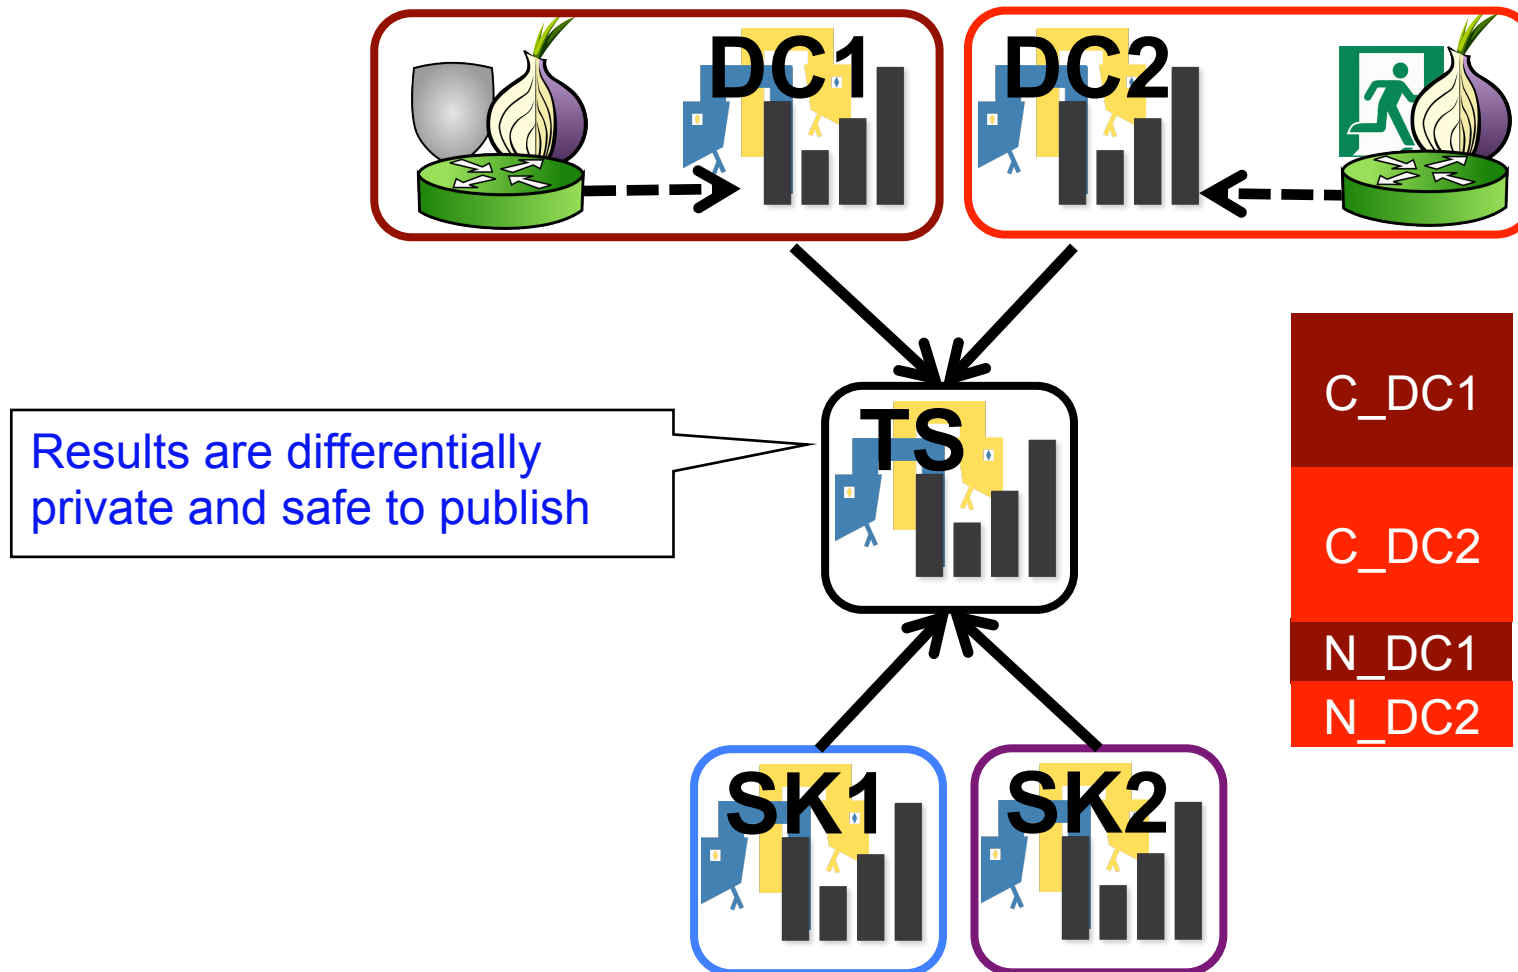 DC1
DC2
C_DC1
Results are differentially
private and safe to publish
TS
C_DC2
N_DC1
N_DC2
SK1
SK2